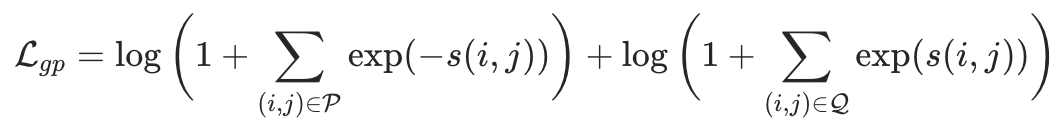 $\mathcal{L}_{gp} = \log \left( 1 + \sum_{(i,j) \in \mathcal{P}} \exp(-s(i,j)) \right) + \log \left( 1 + \sum_{(i,j) \in \mathcal{Q}} \exp(s(i,j)) \right)$